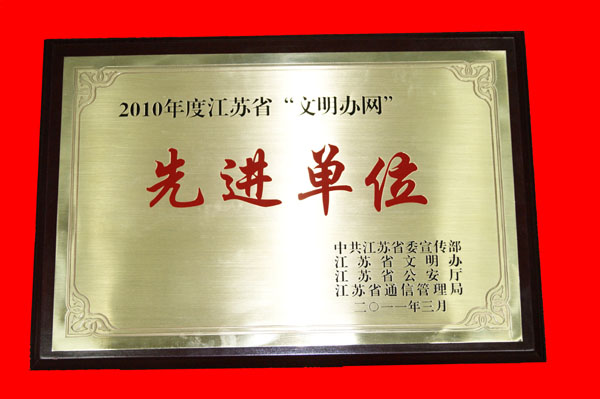 2010年度江苏省“文明办网”
先进单位
中共江苏省委宣传部
江苏省文明办
江苏省公安厅
江苏省通信管理局
二〇一一年三月